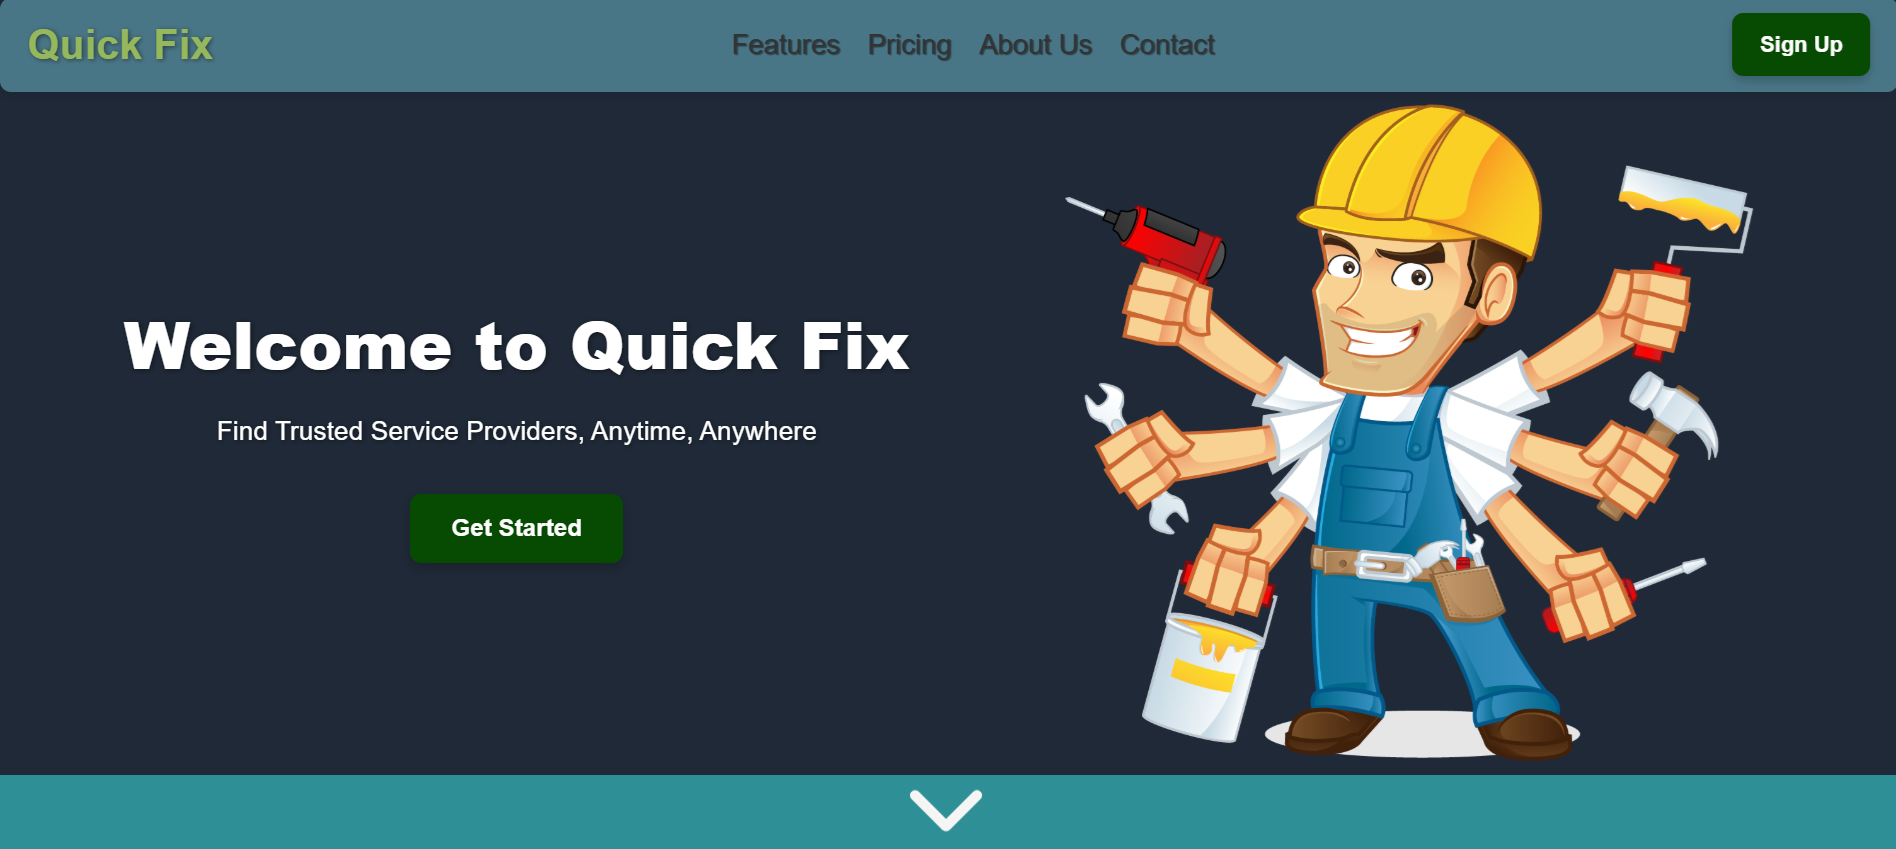 Quick Fix
Features Pricing About Us Contact
Sign Up
Welcome to Quick Fix
Find Trusted Service Providers, Anytime, Anywhere
Get Started